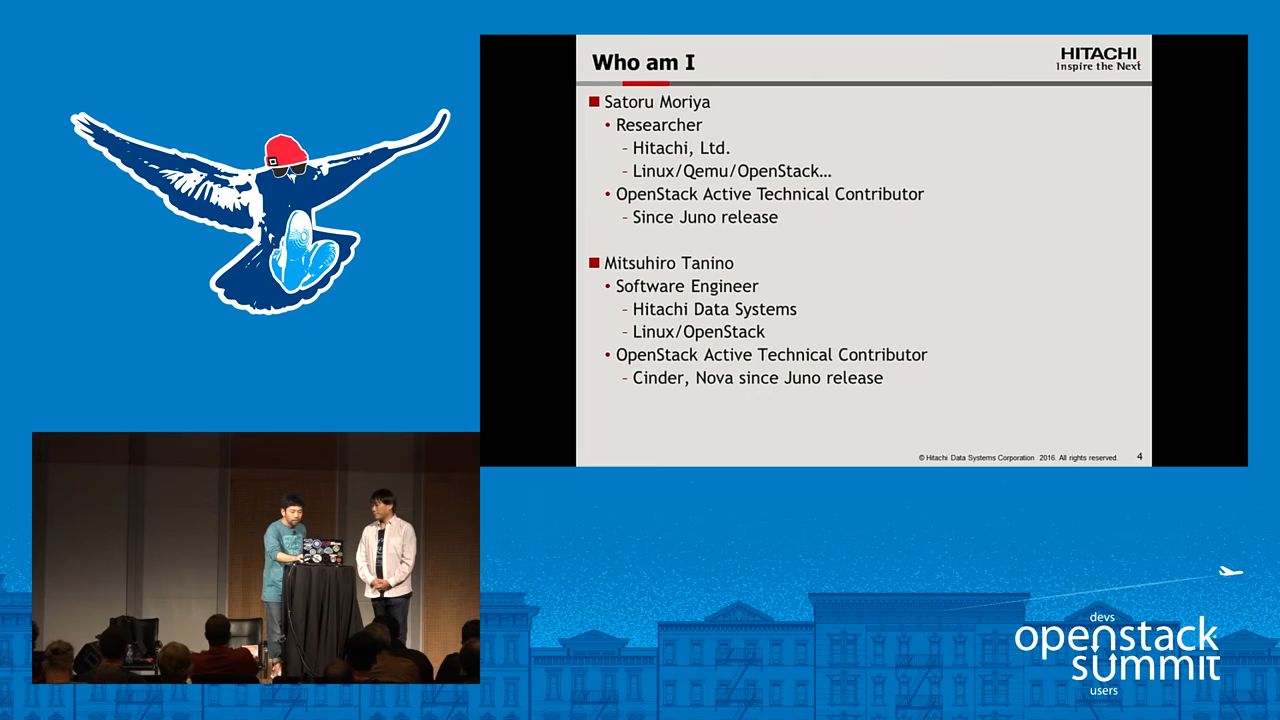 Who am I
HITACHI
Inspire the Next
Satoru Moriya
• Researcher
- Hitachi, Ltd.
- Linux/Qemu/OpenStack…
• OpenStack Active Technical Contributor
- Since Juno release
Mitsuhiro Tanino
• Software Engineer
- Hitachi Data Systems
- Linux/OpenStack
• OpenStack Active Technical Contributor
- Cinder, Nova since Juno release
© Hitachi Data Systems Corporation 2016. All rights reserved.
4
devs
openstack
summit
users